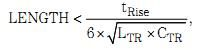 LENGTH < t_Rise / (6 × √(L_TR × C_TR)),